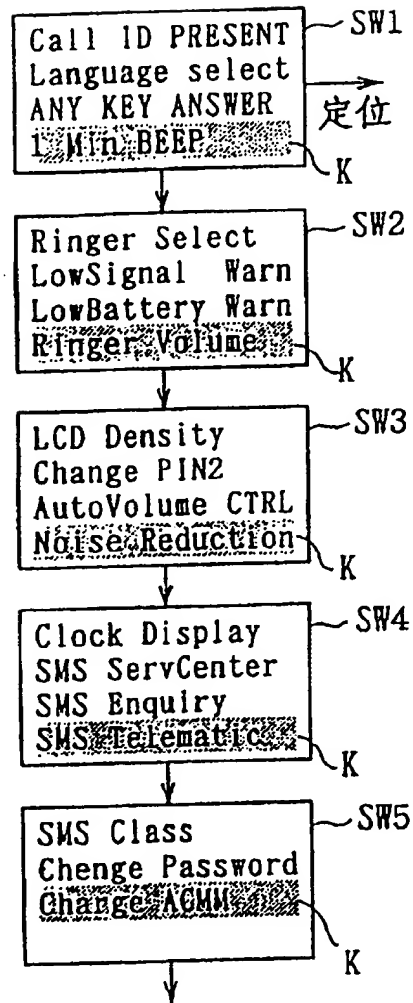 Call ID PRESENT
Language select
ANY KEY ANSWER
1 Min BEEP
SW1
定位
K
Ringer Select
LowSignal Warn
LowBattery Warn
Ringer Volume
SW2
K
LCD Density
Change PIN2
AutoVolume CTRL
Noise Reduction
SW3
K
Clock Display
SMS ServCenter
SMS Enquiry
SMS Telematic
SW4
K
SMS Class
Chenge Password
Change ACMM
SW5
K